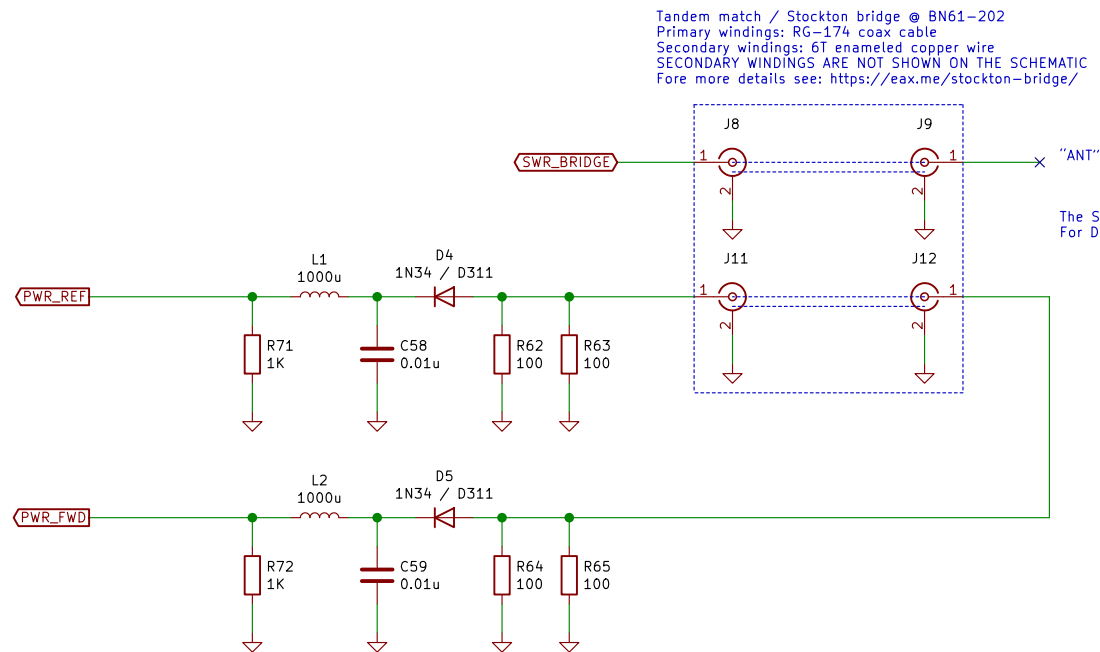 Tandem match / Stockton bridge @ BN61-202
Primary windings: RG-174 coax cable
Secondary windings: 6T enameled copper wire
SECONDARY WINDINGS ARE NOT SHOWN ON THE SCHEMATIC
Fore more details see: https://eax.me/stockton-bridge/
J8
J9
SWR_BRIDGE
1
1
"ANT"
2
2
The S
For D
J11
J12
D4
1N34 / D311
L1
1000u
PWR_REF
1
1
2
2
R71
1K
C58
0.01u
R62
100
R63
100
D5
1N34 / D311
L2
1000u
PWR_FWD
R72
1K
C59
0.01u
R64
100
R65
100